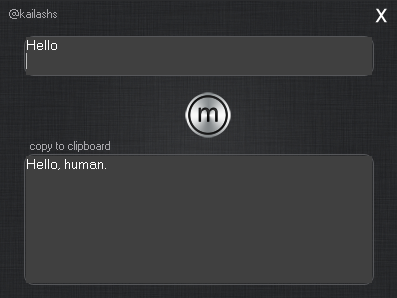 @kailashs
X
Hello
m
copy to clipboard
Hello, human.